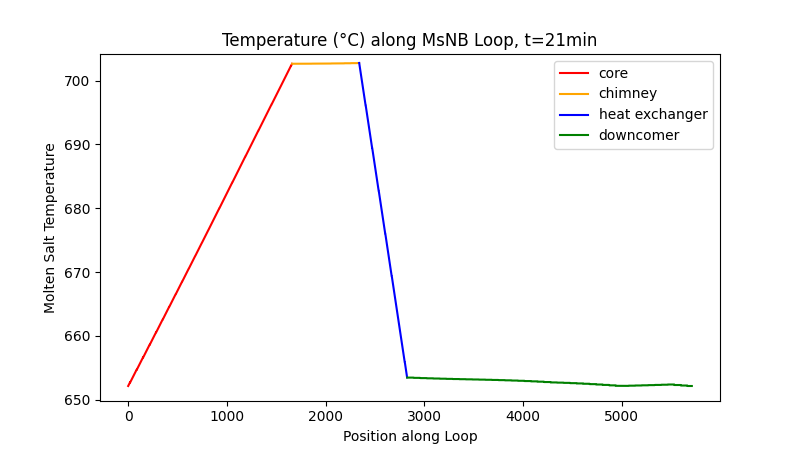 Temperature (°C) along MsNB Loop, t=21min
core
chimney
heat exchanger
downcomer
Molten Salt Temperature
700
690
680
670
660
650
0 1000 2000 3000 4000 5000
Position along Loop